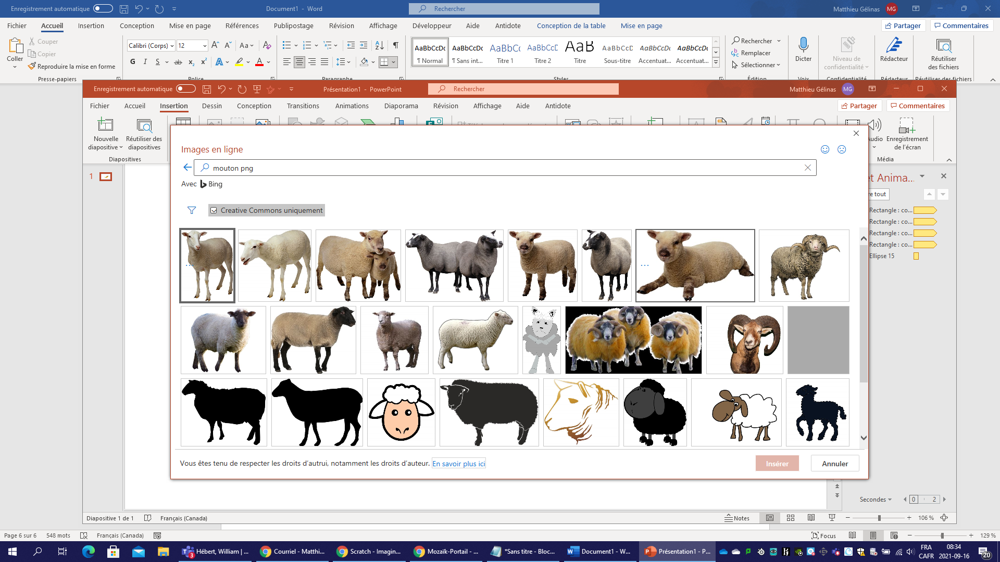 Enregistrement automatique
Document1 - Word
Rechercher
Matthieu Gélinas MG
Fichier Accueil Insertion Conception Mise en page Références Publipostage Révision Affichage Développeur Aide Antidote Conception de la table Mise en page
Partager Commentaires
Coller
Couper
Copier
Reproduire la mise en forme
Presse-papiers
Calibri (Corps) 12
G I S ab x₂ x² A A
Police
Paragraphe
AaBbCcDc AaBbCcDc AaBbCc AaBbCcDc AaB AaBbCcD AaBbCcDc AaBbCcDc
¶ Normal ¶ Sans int... Titre 1 Titre 2 Titre Sous-titre Accentuat... Accentuat...
Styles
Rechercher
Remplacer
Sélectionner
Édition
Dicter
Voix
Niveau de
confidentialité
Confidentialité
Rédacteur
Rédacteur
Réutiliser
des fichiers
Réutiliser des fichiers
Enregistrement automatique
Présentation1 - PowerPoint
Rechercher
Matthieu Gélinas MG
Fichier Accueil Insertion Dessin Conception Transitions Animations Diaporama Révision Affichage Aide Antidote
Partager Commentaires
Nouvelle
diapositive
Réutiliser des
diapositives
Diapositives
udio
Enregistrement
de l'écran
Média
Images en ligne
mouton png
Avec Bing
Creative Commons uniquement
...
...
Vous êtes tenu de respecter les droits d'autrui, notamment les droits d'auteur. En savoir plus ici
Insérer Annuler
1
et Anima...
re tout
Rectangle : co...
Rectangle : co...
Rectangle : co...
Rectangle : co...
Ellipse 15
Secondes 0 2
Diapositive 1 de 1 Français (Canada)
Notes
106 %
Page 6 sur 6 548 mots Français (Canada)
Focus
129 %
Hébert, William | ...
3
Courriel - Matthi...
Scratch - Imagin...
Mozaïk-Portail - ...
*Sans titre - Bloc...
Document1 - W...
Présentation1 - P...
FRA
CAFR
08:34
2021-09-16
20